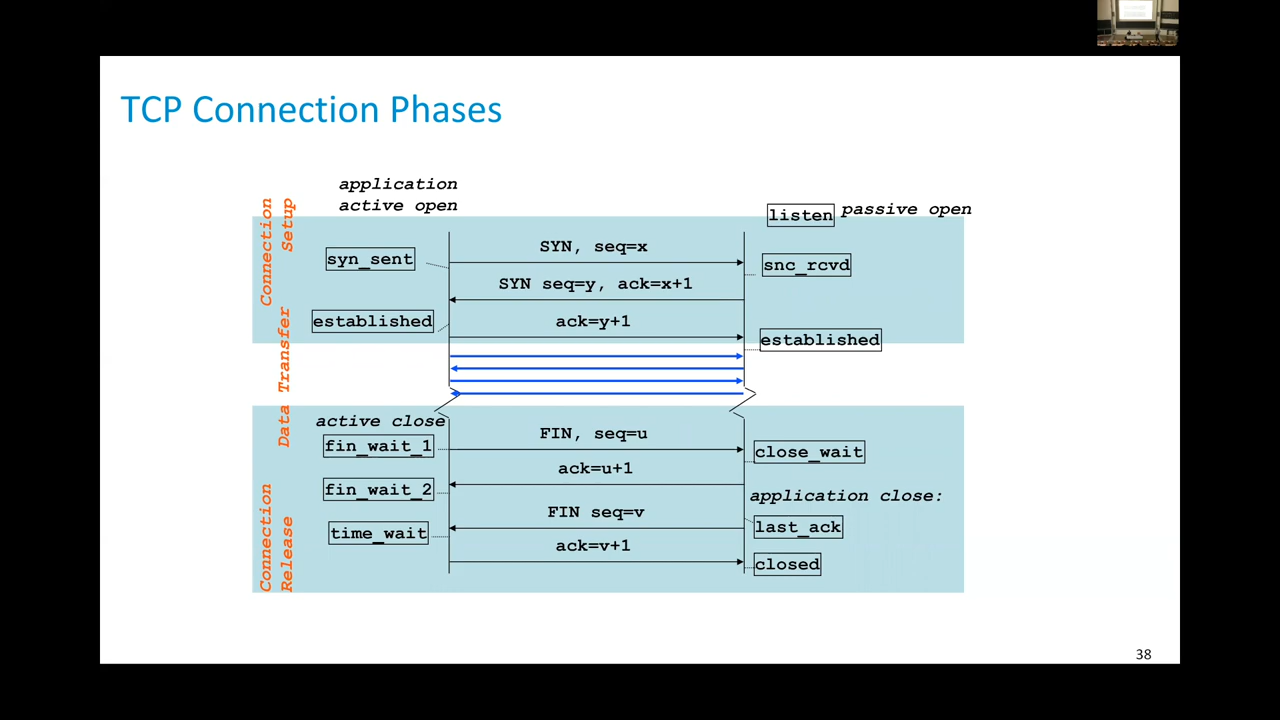 TCP Connection Phases
application
active open
listen
passive open
Connection
Setup
syn_sent
SYN, seq=x
snc_rcvd
SYN seq=y, ack=x+1
established
ack=y+1
established
Data Transfer
active close
fin_wait_1
FIN, seq=u
close_wait
ack=u+1
fin_wait_2
application close:
FIN seq=v
last_ack
time_wait
ack=v+1
closed
Connection
Release
38